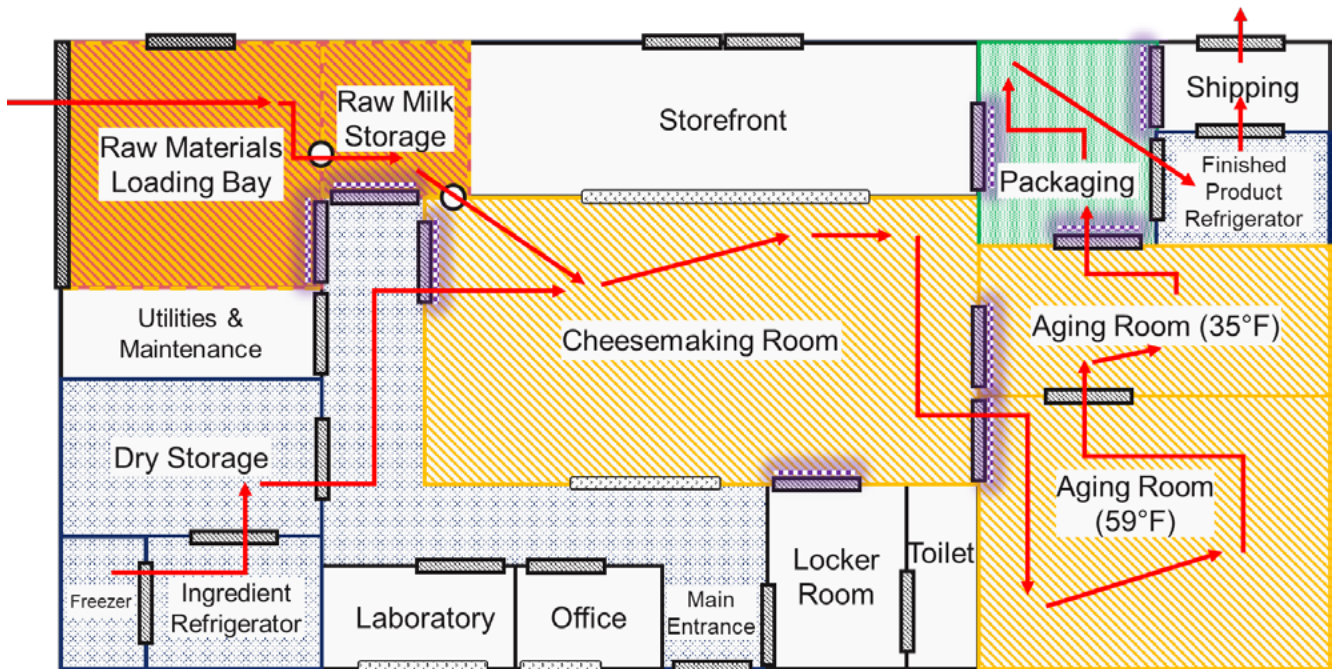 Raw Materials
Loading Bay
Raw Milk
Storage
Storefront
Packaging
Shipping
Finished
Product
Refrigerator
Utilities &
Maintenance
Cheesemaking Room
Aging Room (35°F)
Dry Storage
Aging Room
(59°F)
Freezer
Ingredient
Refrigerator
Laboratory
Office
Main
Entrance
Locker
Room
Toilet